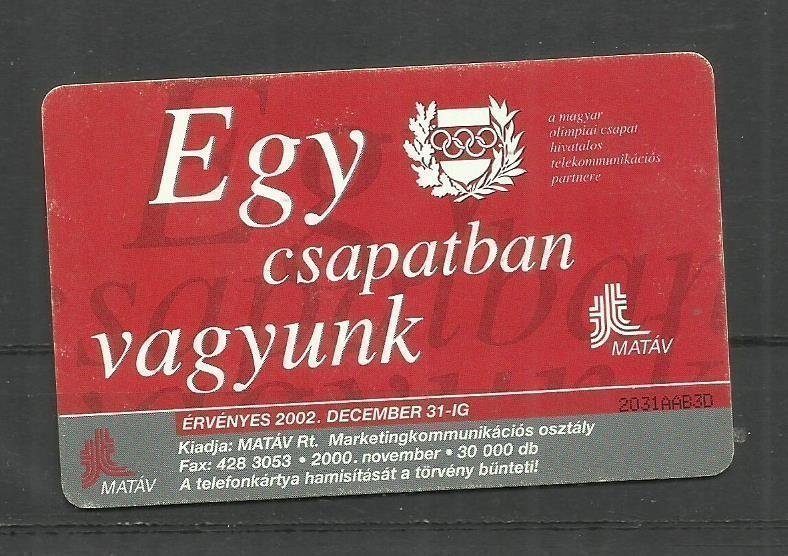 Egy
csapatban
vagyunk
a magyar
olimpiai csapat
hivatalos
telekommunikációs
partnere
MATÁV
2031AAB3D
ÉRVÉNYES 2002. DECEMBER 31-IG
Kiadja: MATÁV Rt. Marketingkommunikációs osztály
Fax: 428 3053 • 2000. november • 30 000 db
A telefonkártya hamisítását a törvény bünteti!
MATÁV